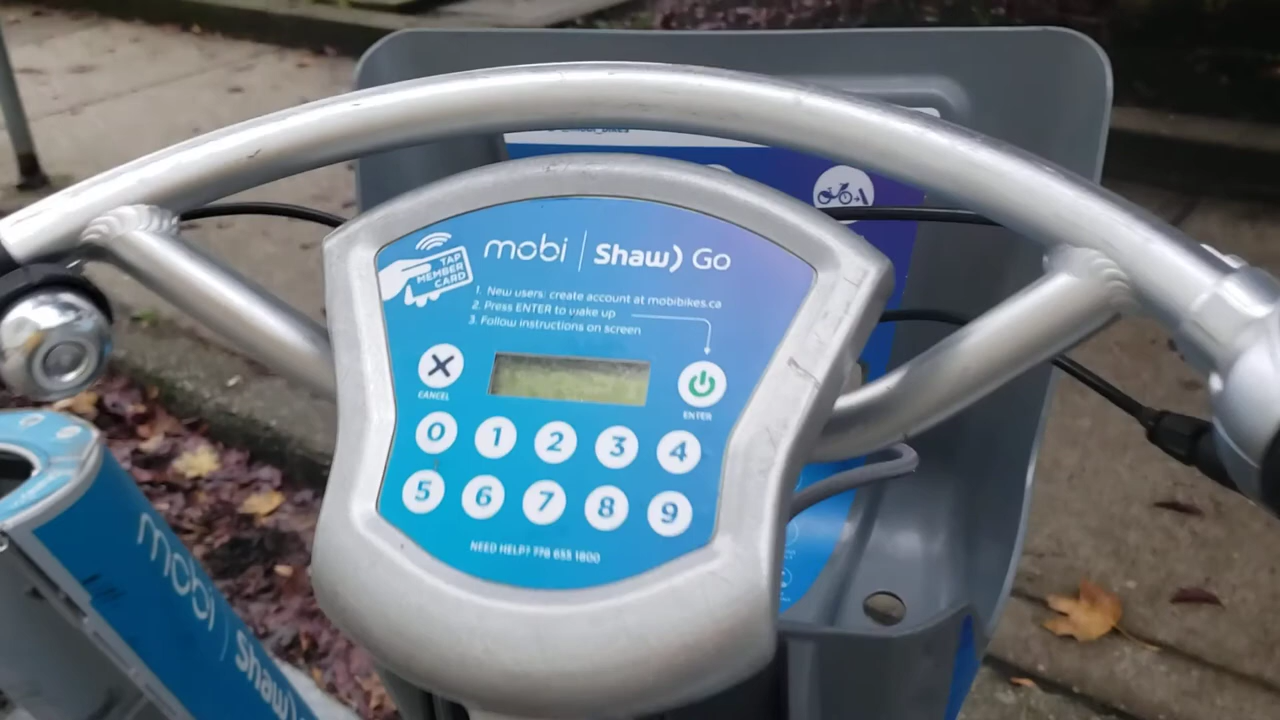 mobi | Shaw) Go
TAP
MEMBER
CARD
1. New users: create account at mobibikes.ca
2. Press ENTER to wake up
3. Follow instructions on screen
CANCEL
ENTER
0 1 2 3 4
5 6 7 8 9
NEED HELP? 778 655 1800
mobi | Shaw)